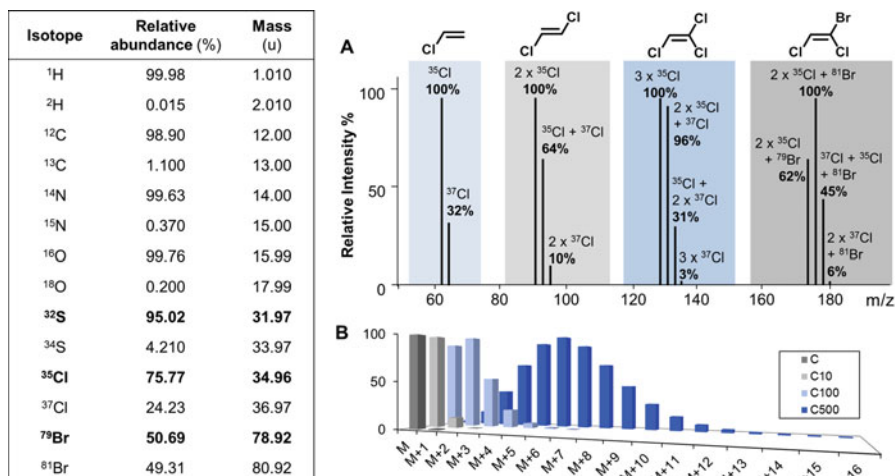 Isotope Relative abundance (%) Mass (u)
¹H 99.98 1.010
²H 0.015 2.010
¹²C 98.90 12.00
¹³C 1.100 13.00
¹⁴N 99.63 14.00
¹⁵N 0.370 15.00
¹⁶O 99.76 15.99
¹⁸O 0.200 17.99
³²S 95.02 31.97
³⁴S 4.210 33.97
³⁵Cl 75.77 34.96
³⁷Cl 24.23 36.97
⁷⁹Br 50.69 78.92
⁸¹Br 49.31 80.92
A
Cl
Cl
Cl
Cl
Cl
Cl
Br
Cl
Cl
Relative Intensity %
100
50
0
³⁵Cl
100%
³⁷Cl
32%
2 x ³⁵Cl
100%
³⁵Cl + ³⁷Cl
64%
2 x ³⁷Cl
10%
3 x ³⁵Cl
100%
2 x ³⁵Cl
+ ³⁷Cl
96%
³⁵Cl +
2 x ³⁷Cl
31%
3 x ³⁷Cl
3%
2 x ³⁵Cl + ⁸¹Br
100%
2 x ³⁵Cl
+ ⁷⁹Br
62%
³⁷Cl + ³⁵Cl
+ ⁸¹Br
45%
2 x ³⁷Cl
+ ⁸¹Br
6%
60 80 100 120 140 160 180 m/z
B
100
50
0
C
C10
C100
C500
M
M+1
M+2
M+3
M+4
M+5
M+6
M+7
M+8
M+9
M+10
M+11
M+12